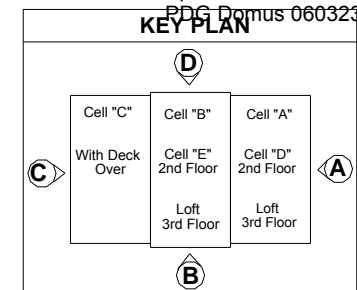 PDG Domus 060323
KEY PLAN
D
Cell "C"
Cell "B"
Cell "A"
With Deck
Over
Cell "E"
2nd Floor
Cell "D"
2nd Floor
C
A
Loft
3rd Floor
Loft
3rd Floor
B